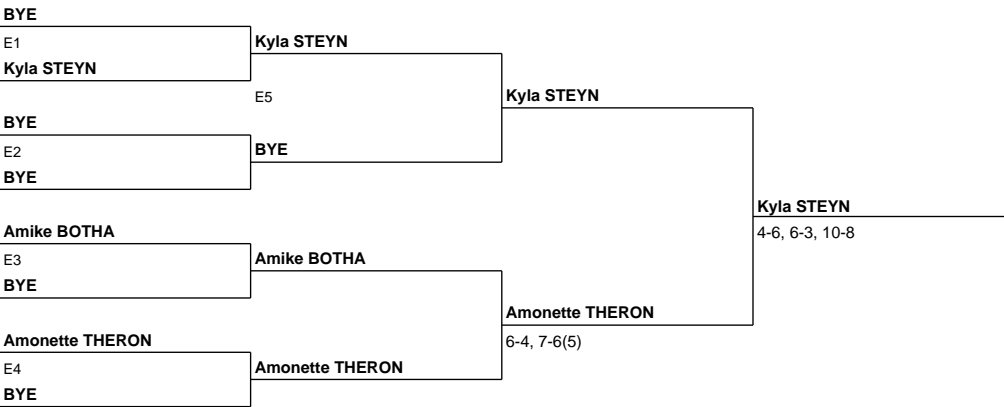 BYE
E1
Kyla STEYN
Kyla STEYN
E5
Kyla STEYN
BYE
E2
BYE
BYE
Kyla STEYN
4-6, 6-3, 10-8
Amike BOTHA
E3
BYE
Amike BOTHA
Amonette THERON
6-4, 7-6(5)
Amonette THERON
E4
BYE
Amonette THERON